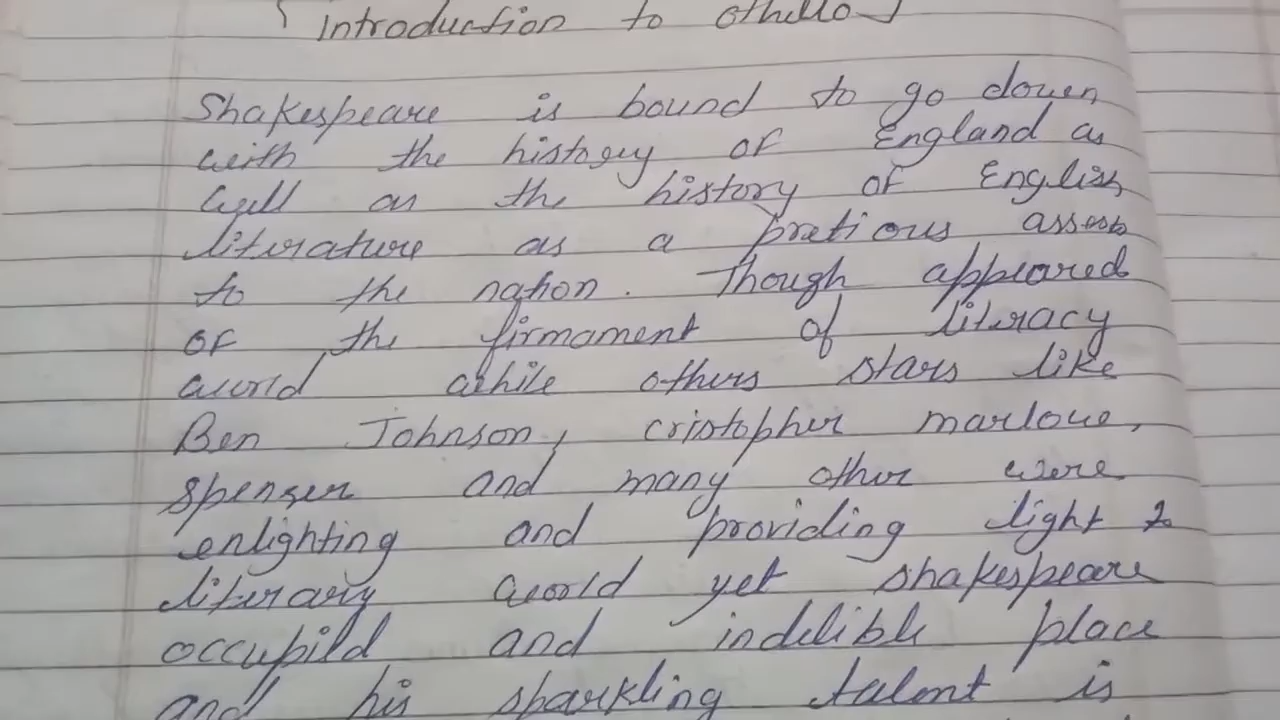 Introduction to Othello
Shakespeare is bound to go down
with the history of England as
well as the history of English
literature as a pretious assests
to the nation. Though appeared
of the firmament of literacy
world, while others stars like
Ben Johnson, cristopher marlowe,
spenser and many other were
enlighting and providing light to
literary world yet shakespeare
occupild and indelible place
and his sparkling talent is